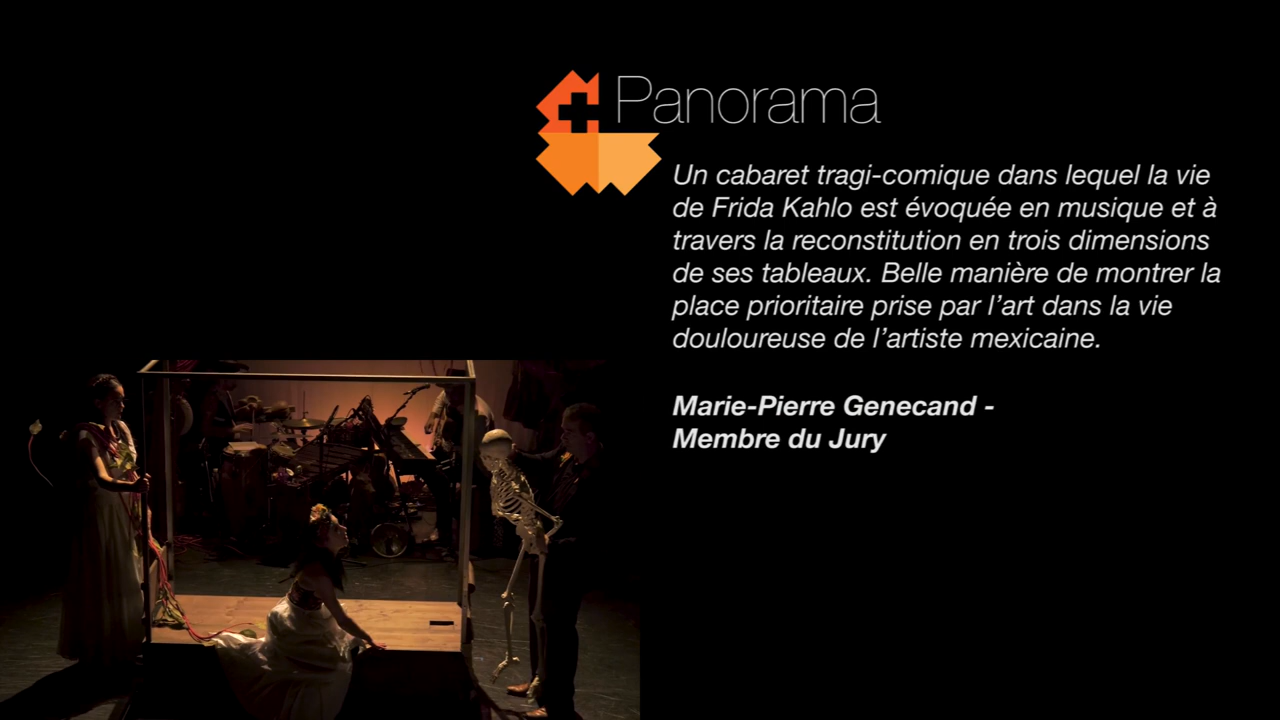 Panorama
Un cabaret tragi-comique dans lequel la vie
de Frida Kahlo est évoquée en musique et à
travers la reconstitution en trois dimensions
de ses tableaux. Belle manière de montrer la
place prioritaire prise par l’art dans la vie
douloureuse de l’artiste mexicaine.
Marie-Pierre Genecand -
Membre du Jury